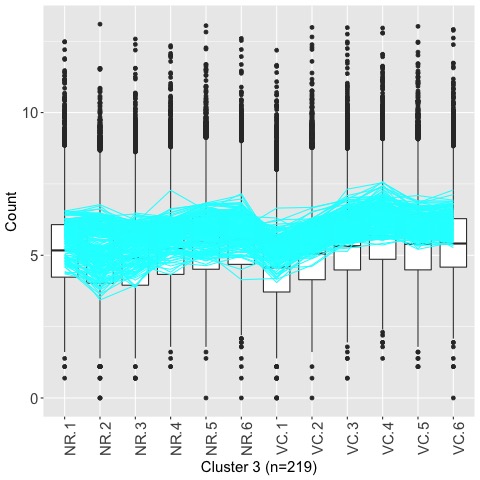 Count
10
5
0
NR.1
NR.2
NR.3
NR.4
NR.5
NR.6
VC.1
VC.2
VC.3
VC.4
VC.5
VC.6
Cluster 3 (n=219)